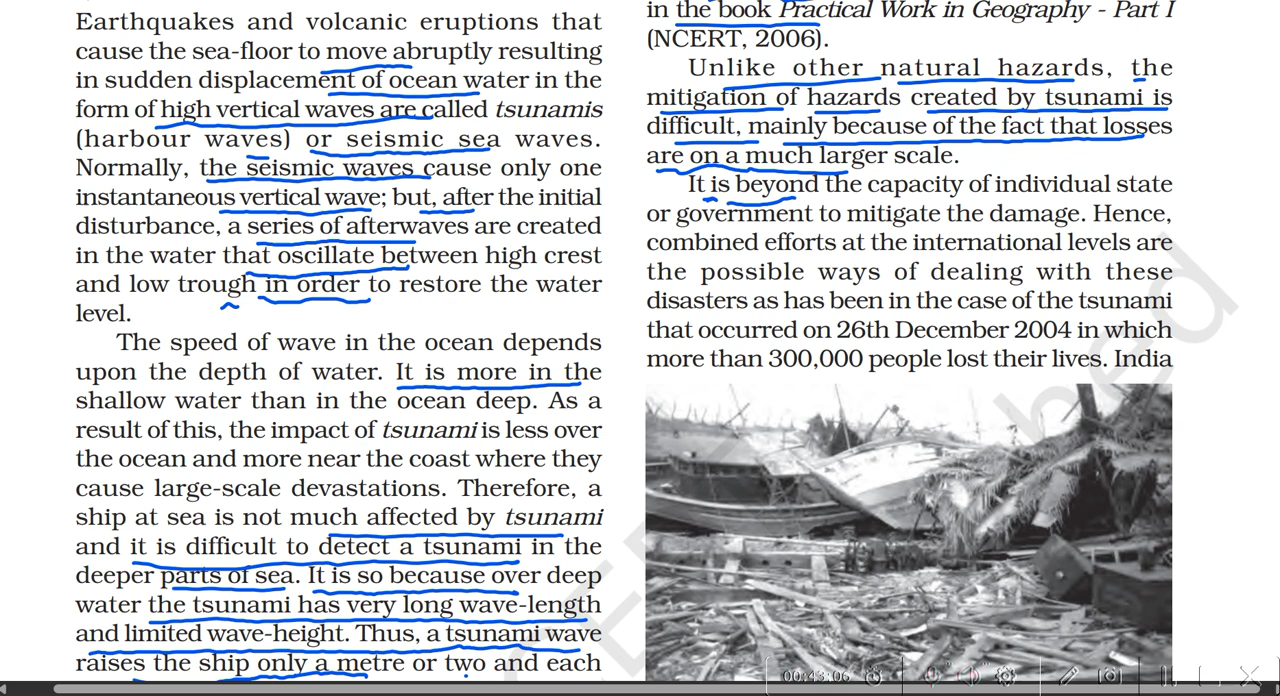 Earthquakes and volcanic eruptions that
cause the sea-floor to move abruptly resulting
in sudden displacement of ocean water in the
form of high vertical waves are called tsunamis
(harbour waves) or seismic sea waves.
Normally, the seismic waves cause only one
instantaneous vertical wave; but, after the initial
disturbance, a series of afterwaves are created
in the water that oscillate between high crest
and low trough in order to restore the water
level.
The speed of wave in the ocean depends
upon the depth of water. It is more in the
shallow water than in the ocean deep. As a
result of this, the impact of tsunami is less over
the ocean and more near the coast where they
cause large-scale devastations. Therefore, a
ship at sea is not much affected by tsunami
and it is difficult to detect a tsunami in the
deeper parts of sea. It is so because over deep
water the tsunami has very long wave-length
and limited wave-height. Thus, a tsunami wave
raises the ship only a metre or two and each
in the book Practical Work in Geography - Part I
(NCERT, 2006).
Unlike other natural hazards, the
mitigation of hazards created by tsunami is
difficult, mainly because of the fact that losses
are on a much larger scale.
It is beyond the capacity of individual state
or government to mitigate the damage. Hence,
combined efforts at the international levels are
the possible ways of dealing with these
disasters as has been in the case of the tsunami
that occurred on 26th December 2004 in which
more than 300,000 people lost their lives. India
00:43:06